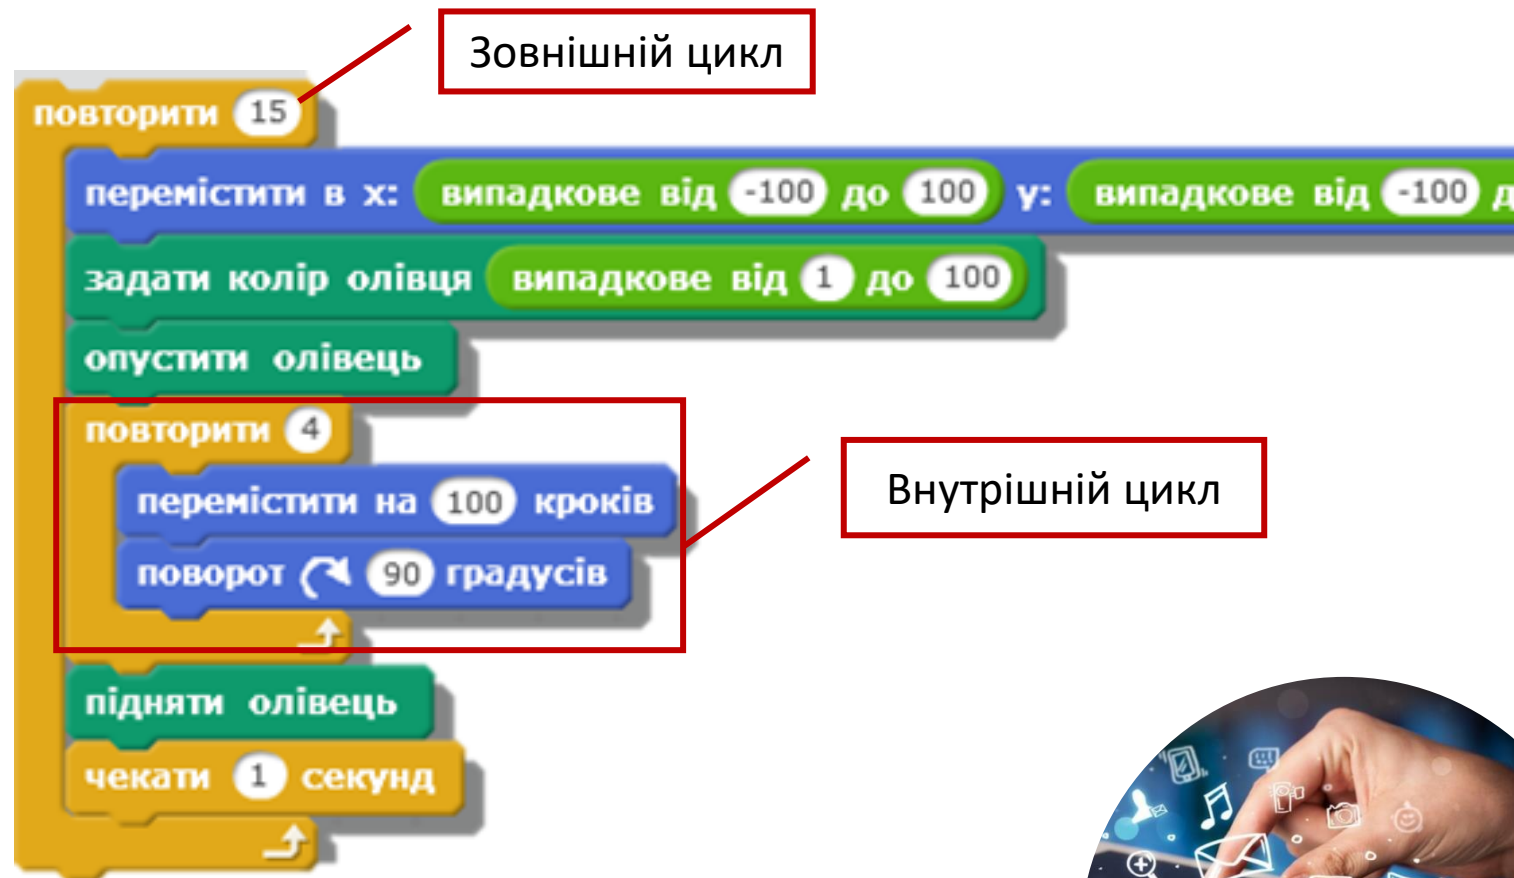 Зовнішній цикл
повторити 15
перемістити в x: випадкове від -100 до 100 y: випадкове від -100
задати колір олівця випадкове від 1 до 100
опустити олівець
повторити 4
перемістити на 100 кроків
Внутрішній цикл
поворот 90 градусів
підняти олівець
чекати 1 секунд